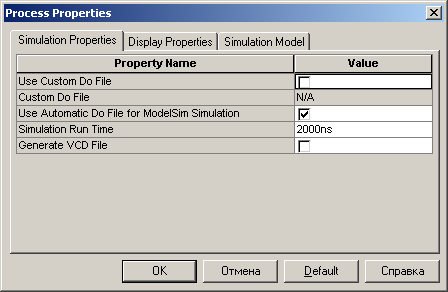 Process Properties
Simulation Properties Display Properties Simulation Model
Property Name Value
Use Custom Do File
Custom Do File N/A
Use Automatic Do File for ModelSim Simulation
Simulation Run Time 2000ns
Generate VCD File
OK Отмена Default Справка